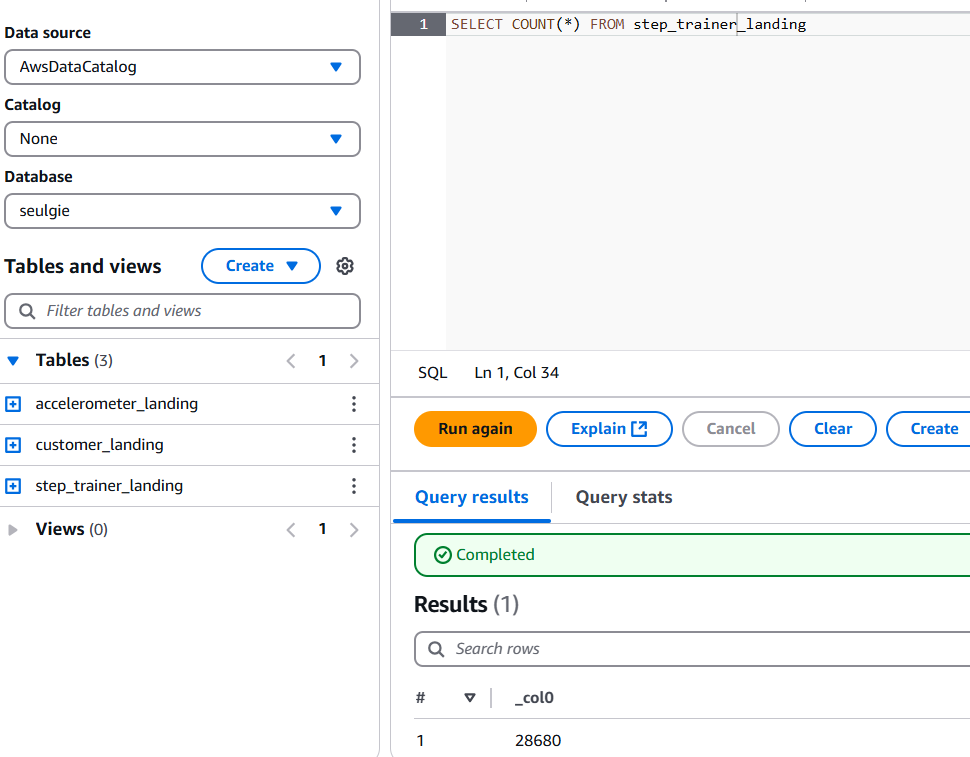 Data source
AwsDataCatalog
Catalog
None
Database
seulgie
Tables and views
Create
Filter tables and views
Tables (3)
1
accelerometer_landing
customer_landing
step_trainer_landing
Views (0)
1
1
SELECT COUNT(*) FROM step_trainer_landing
SQL
Ln 1, Col 34
Run again
Explain
Cancel
Clear
Create
Query results
Query stats
Completed
Results (1)
Search rows
#
_col0
1
28680